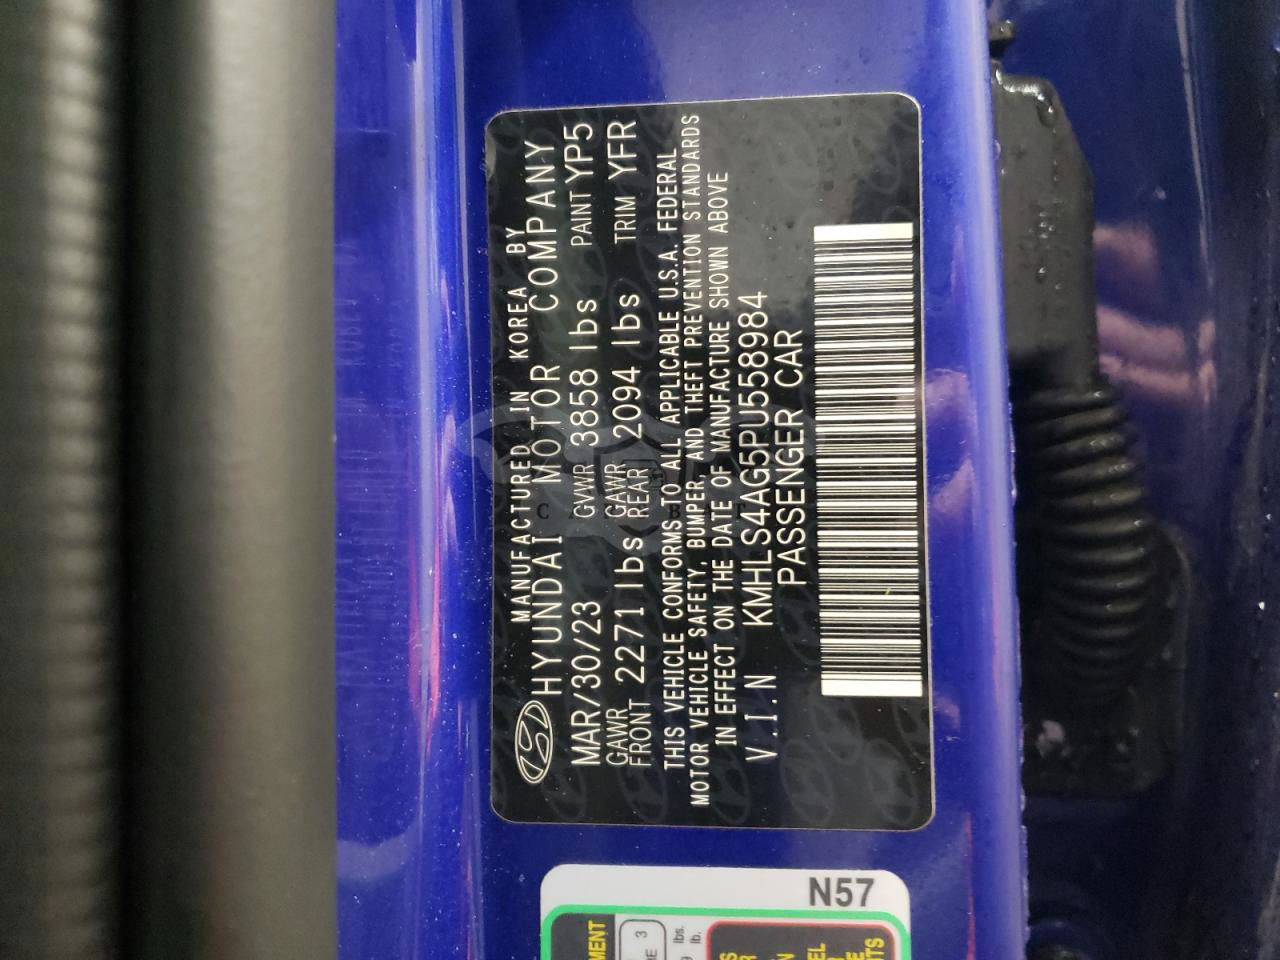 MANUFACTURED IN KOREA BY
HYUNDAI MOTOR COMPANY
MAR/30/23 GVWR 3858 lbs PAINT YP5
GAWR FRONT 2271 lbs GAWR REAR 2094 lbs TRIM YFR
THIS VEHICLE CONFORMS TO ALL APPLICABLE U.S.A. FEDERAL
MOTOR VEHICLE SAFETY, BUMPER, AND THEFT PREVENTION STANDARDS
IN EFFECT ON THE DATE OF MANUFACTURE SHOWN ABOVE
V.I.N KMHLS4AG5PU558984
PASSENGER CAR
N57